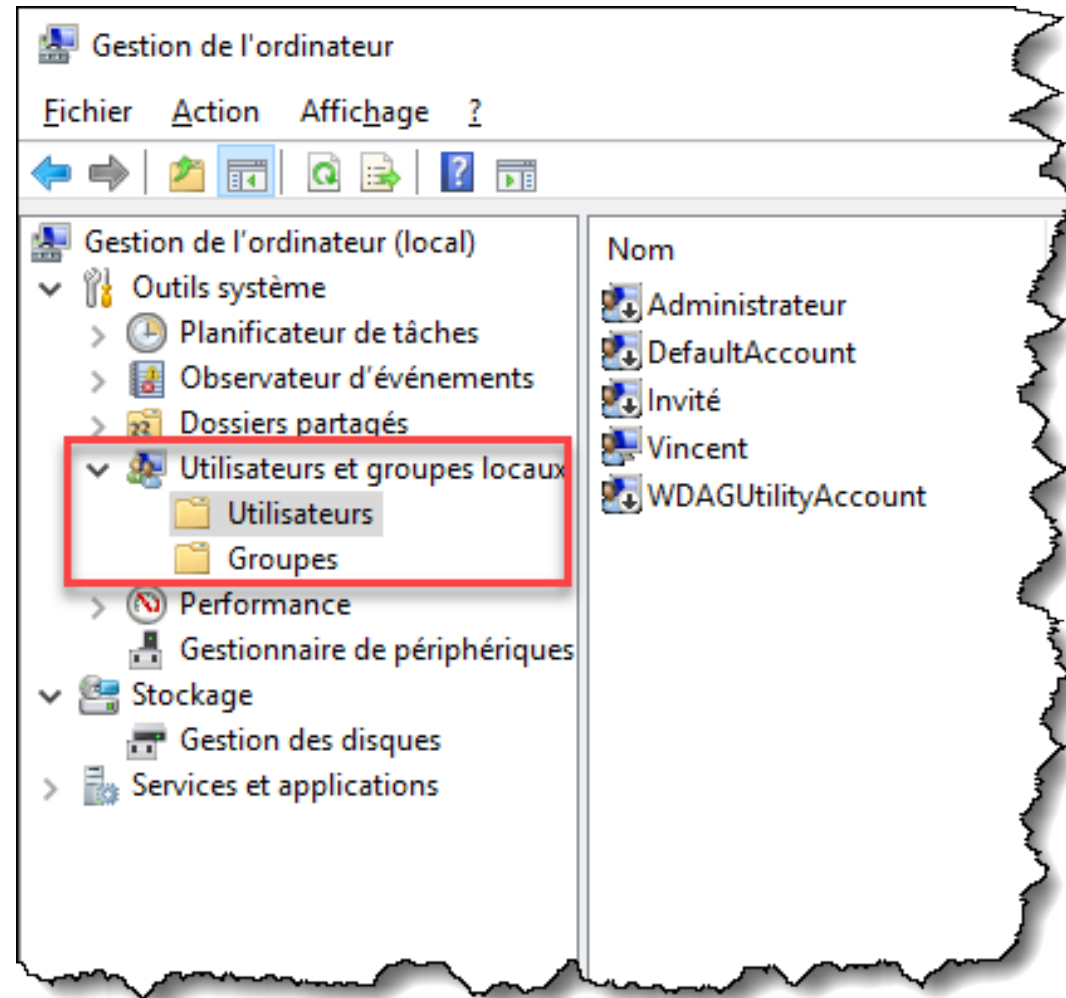 Gestion de l'ordinateur
Fichier Action Affichage ?
Gestion de l'ordinateur (local)
Outils système
Planificateur de tâches
Observateur d'événements
Dossiers partagés
Utilisateurs et groupes locaux
Utilisateurs
Groupes
Performance
Gestionnaire de périphériques
Stockage
Gestion des disques
Services et applications
Nom
Administrateur
DefaultAccount
Invité
Vincent
WDAGUtilityAccount